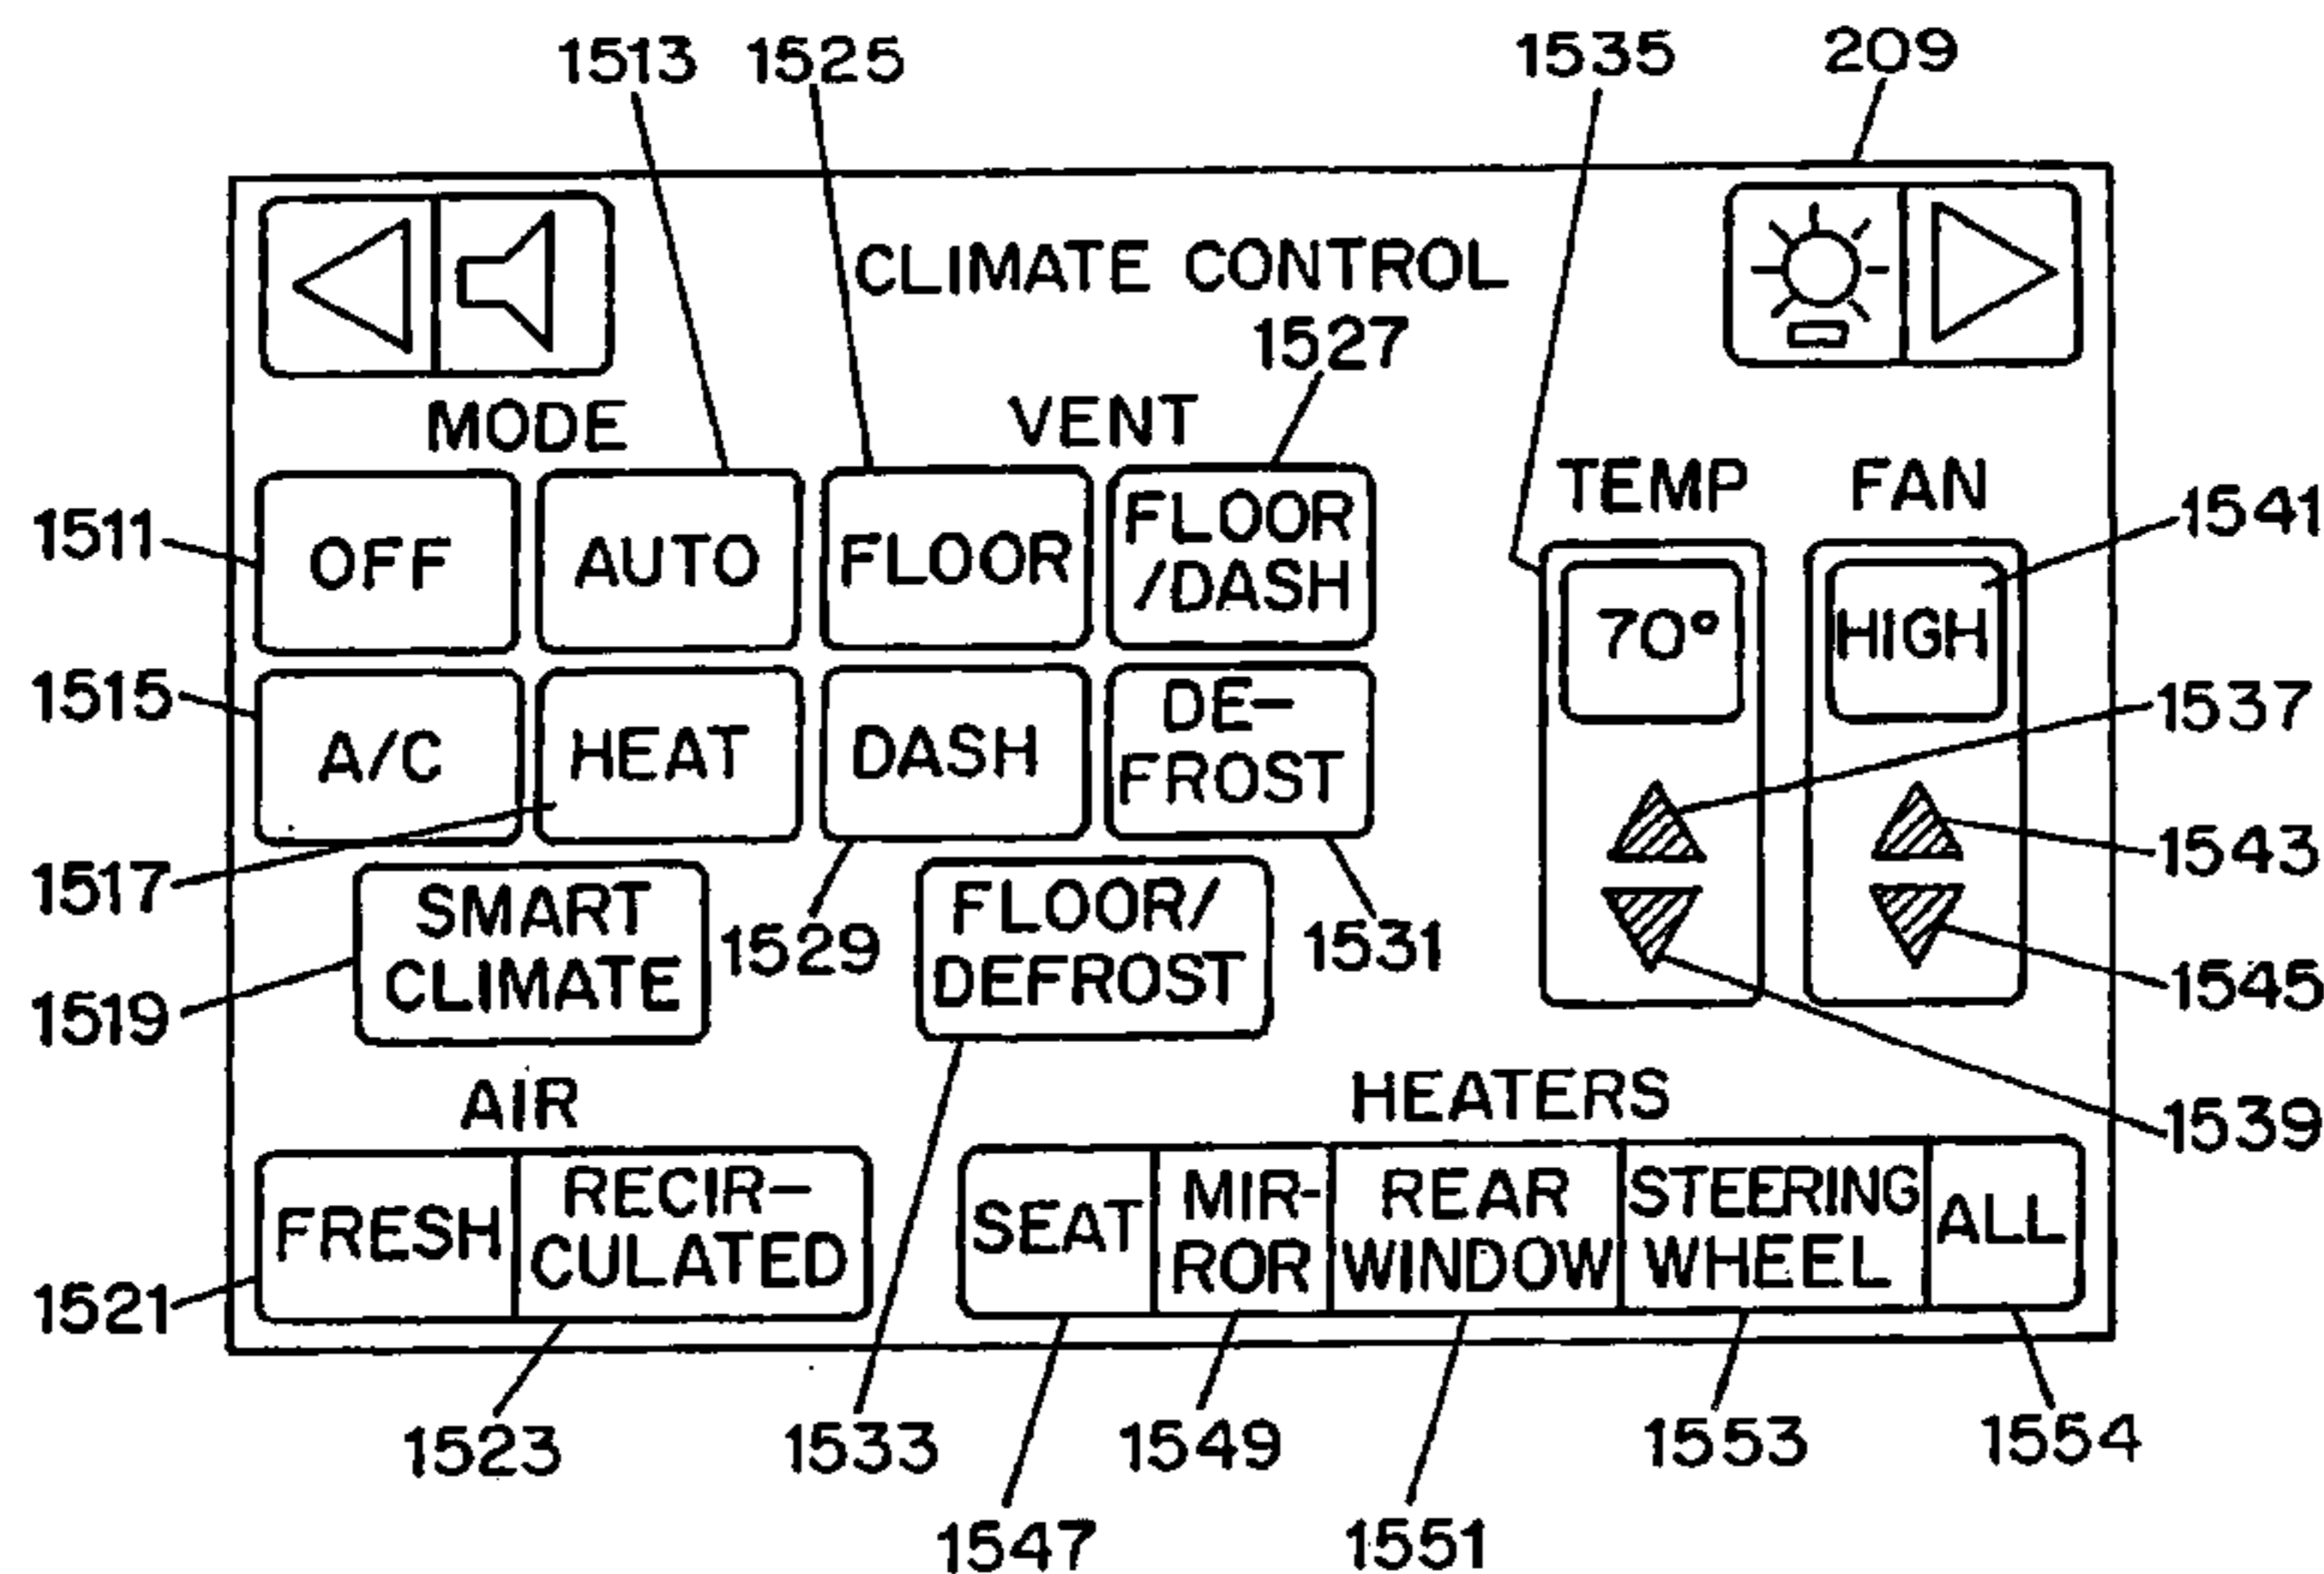 1513 1525 1535 209
CLIMATE CONTROL
1527
MODE VENT
TEMP FAN
1511 OFF AUTO FLOOR FLOOR
/DASH
70° HIGH 1541
1515 A/C HEAT DASH DE-
FROST
1537
1517
1543
SMART
CLIMATE
1529
FLOOR/
DEFROST
1531
1519
1545
AIR HEATERS
1539
FRESH RECIR-
CULATED
SEAT MIR-
ROR
REAR
WINDOW
STEERING
WHEEL
ALL
1521
1523 1533 1549 1553 1554
1547 1551